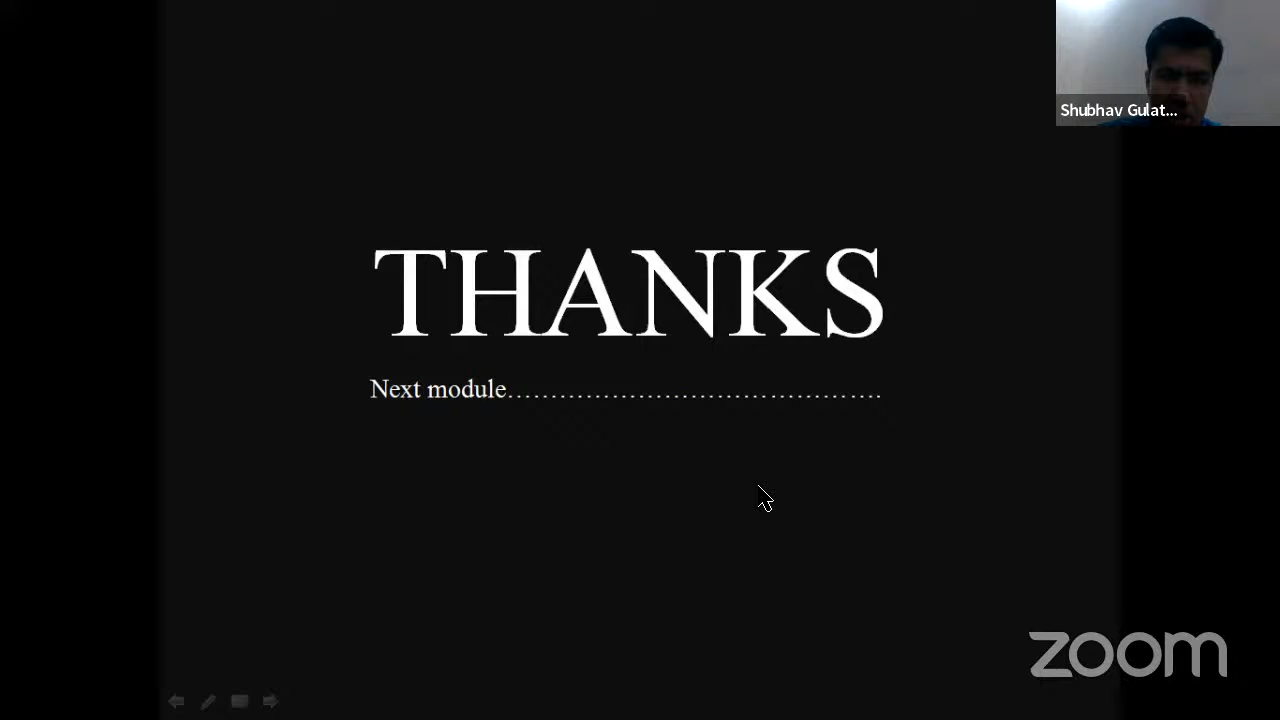 Shubhav Gulat...
THANKS
Next module……………………………………….
zoom